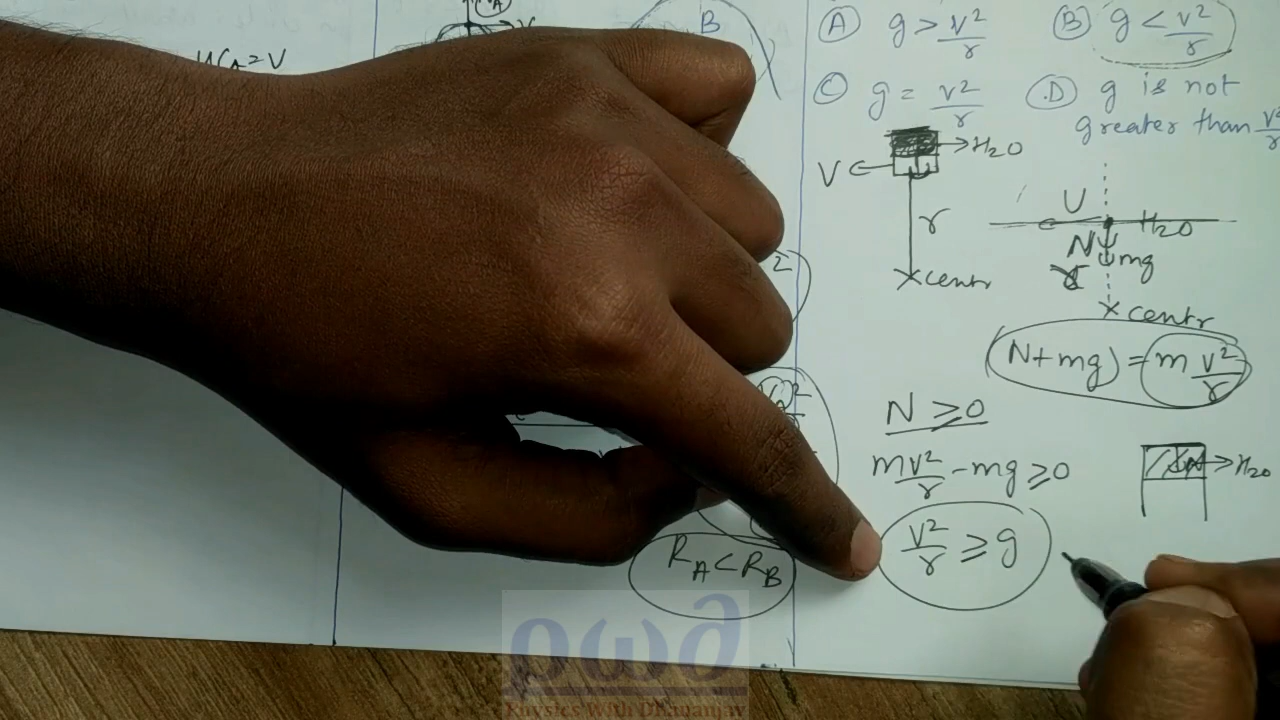 B
Ⓐ g > v²/r Ⓑ g < v²/r
Ⓒ g = v²/r Ⓓ g is not
greater than v²/r
H₂O
V
r
centr
U
H₂O
N
mg
centr
(N+mg) = m v²/r
N ≥ 0
mv²/r - mg ≥ 0
H₂O
v²/r ≥ g
R_A < R_B
ρω∂
Physics With Dhananjay